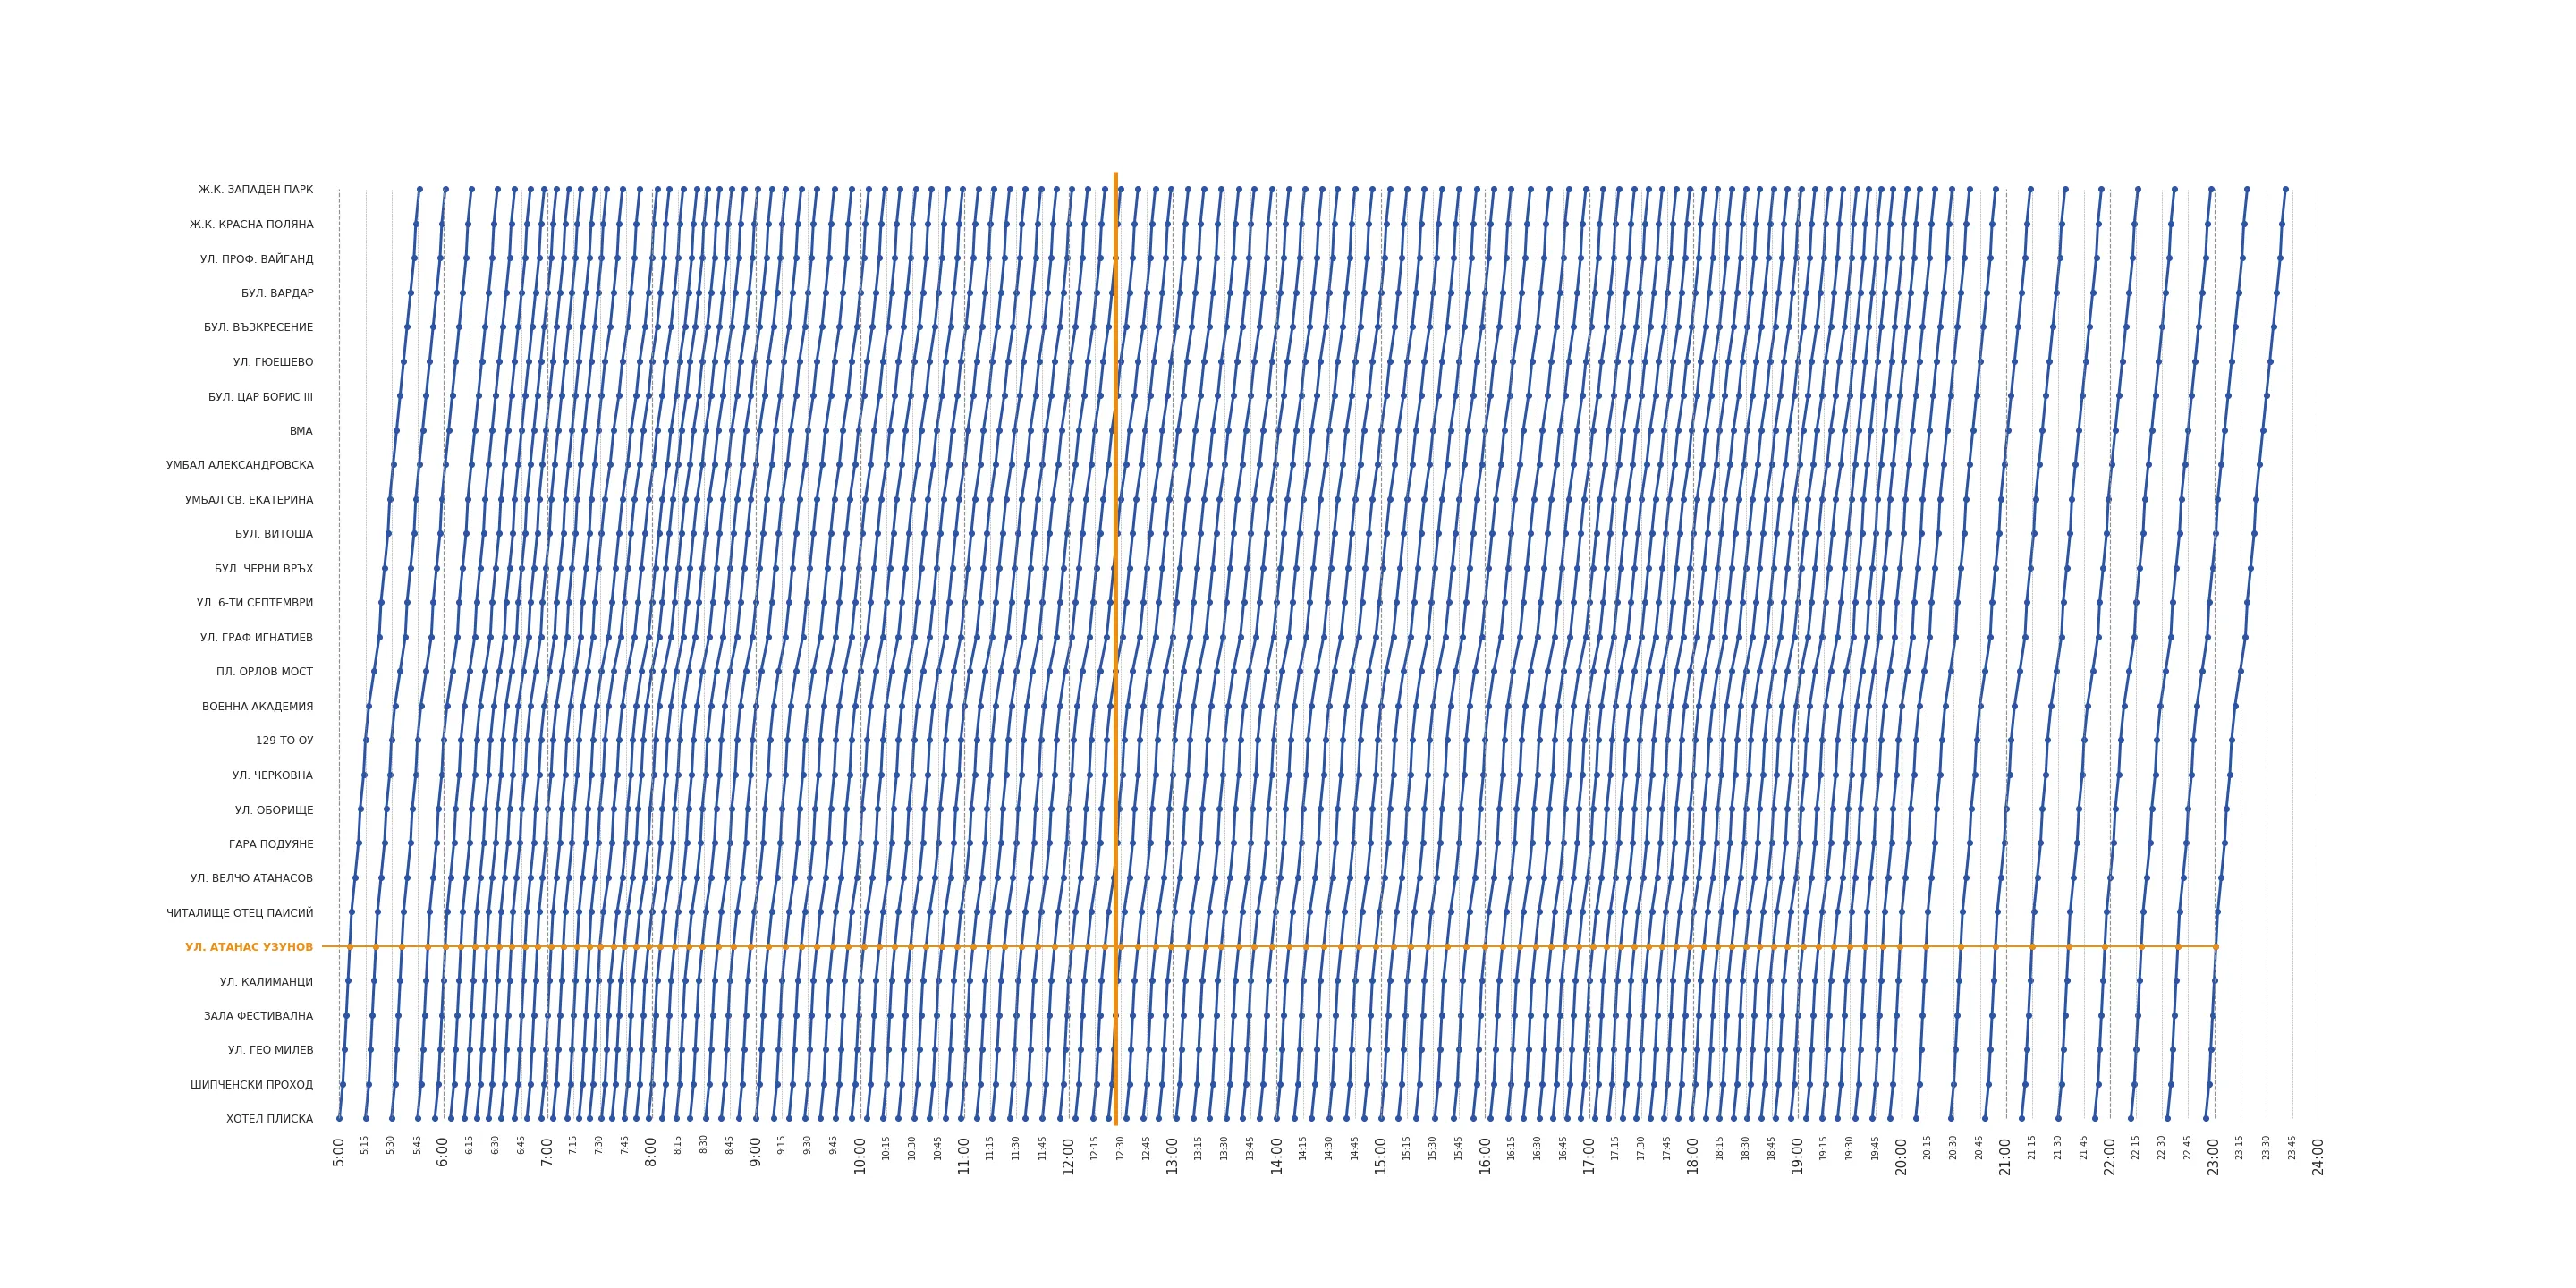 Ж.К. ЗАПАДЕН ПАРК
Ж.К. КРАСНА ПОЛЯНА
УЛ. ПРОФ. ВАЙГАНД
БУЛ. ВАРДАР
БУЛ. ВЪЗКРЕСЕНИЕ
УЛ. ГЮЕШЕВО
БУЛ. ЦАР БОРИС III
ВМА
УМБАЛ АЛЕКСАНДРОВСКА
УМБАЛ СВ. ЕКАТЕРИНА
БУЛ. ВИТОША
БУЛ. ЧЕРНИ ВРЪХ
УЛ. 6-ТИ СЕПТЕМВРИ
УЛ. ГРАФ ИГНАТИЕВ
ПЛ. ОРЛОВ МОСТ
ВОЕННА АКАДЕМИЯ
129-ТО ОУ
УЛ. ЧЕРКОВНА
УЛ. ОБОРИЩЕ
ГАРА ПОДУЯНЕ
УЛ. ВЕЛЧО АТАНАСОВ
ЧИТАЛИЩЕ ОТЕЦ ПАИСИЙ
УЛ. АТАНАС УЗУНОВ
УЛ. КАЛИМАНЦИ
ЗАЛА ФЕСТИВАЛНА
УЛ. ГЕО МИЛЕВ
ШИПЧЕНСКИ ПРОХОД
ХОТЕЛ ПЛИСКА
5:00 5:15 5:30 5:45 6:00 6:15 6:30 6:45 7:00 7:15 7:30 7:45 8:00 8:15 8:30 8:45 9:00 9:15 9:30 9:45 10:00 10:15 10:30 10:45 11:00 11:15 11:30 11:45 12:00 12:15 12:30 12:45 13:00 13:15 13:30 13:45 14:00 14:15 14:30 14:45 15:00 15:15 15:30 15:45 16:00 16:15 16:30 16:45 17:00 17:15 17:30 17:45 18:00 18:15 18:30 18:45 19:00 19:15 19:30 19:45 20:00 20:15 20:30 20:45 21:00 21:15 21:30 21:45 22:00 22:15 22:30 22:45 23:00 23:15 23:30 23:45 24:00